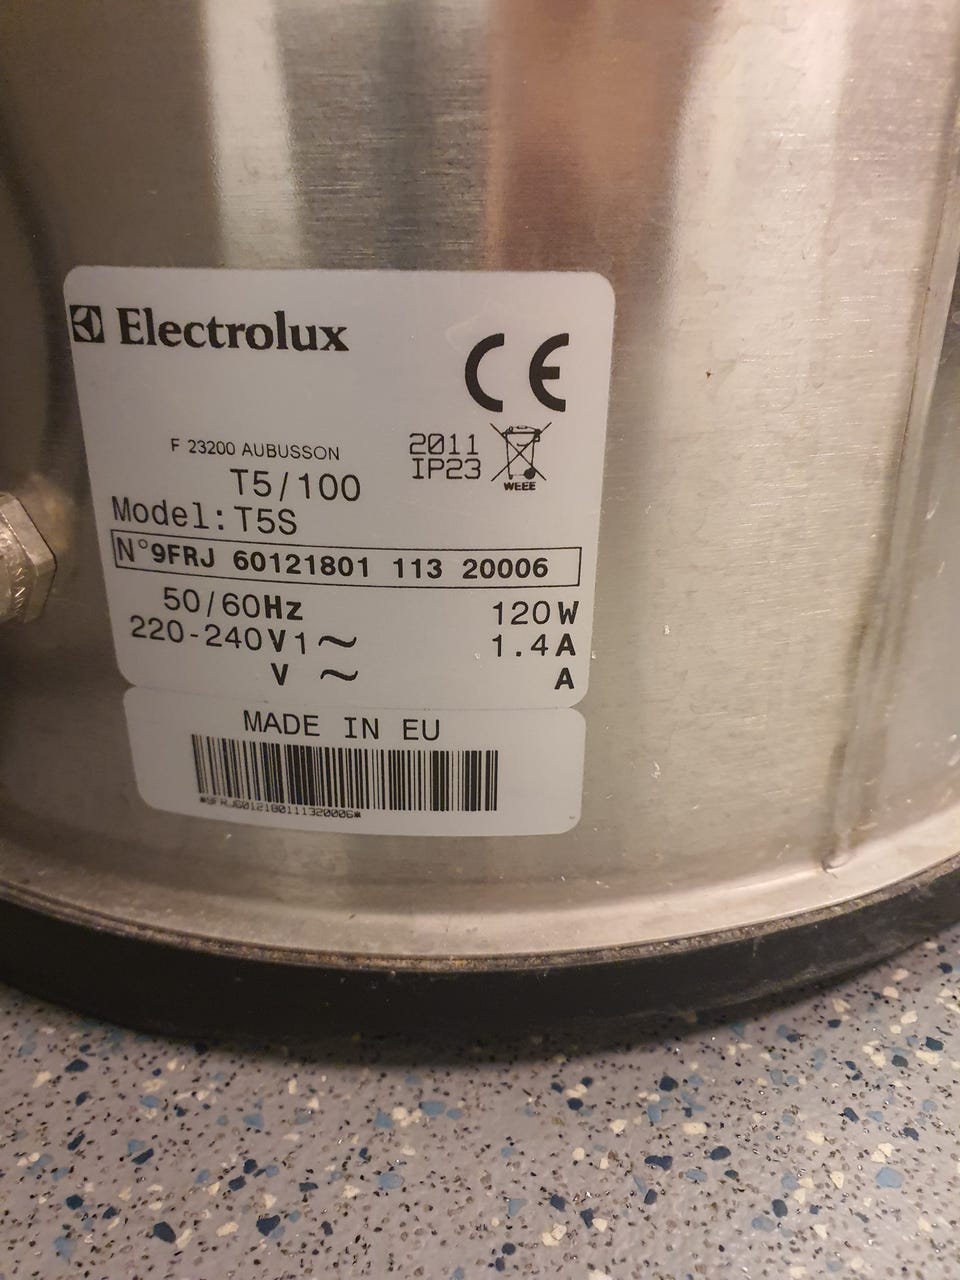 Electrolux
CE
F 23200 AUBUSSON
2011
IP23
WEEE
T5/100
Model:T5S
N°9FRJ 60121801 113 20006
50/60Hz 120W
220-240V1~ 1.4A
V ~ A
MADE IN EU
*9FRJ6012180111320006*